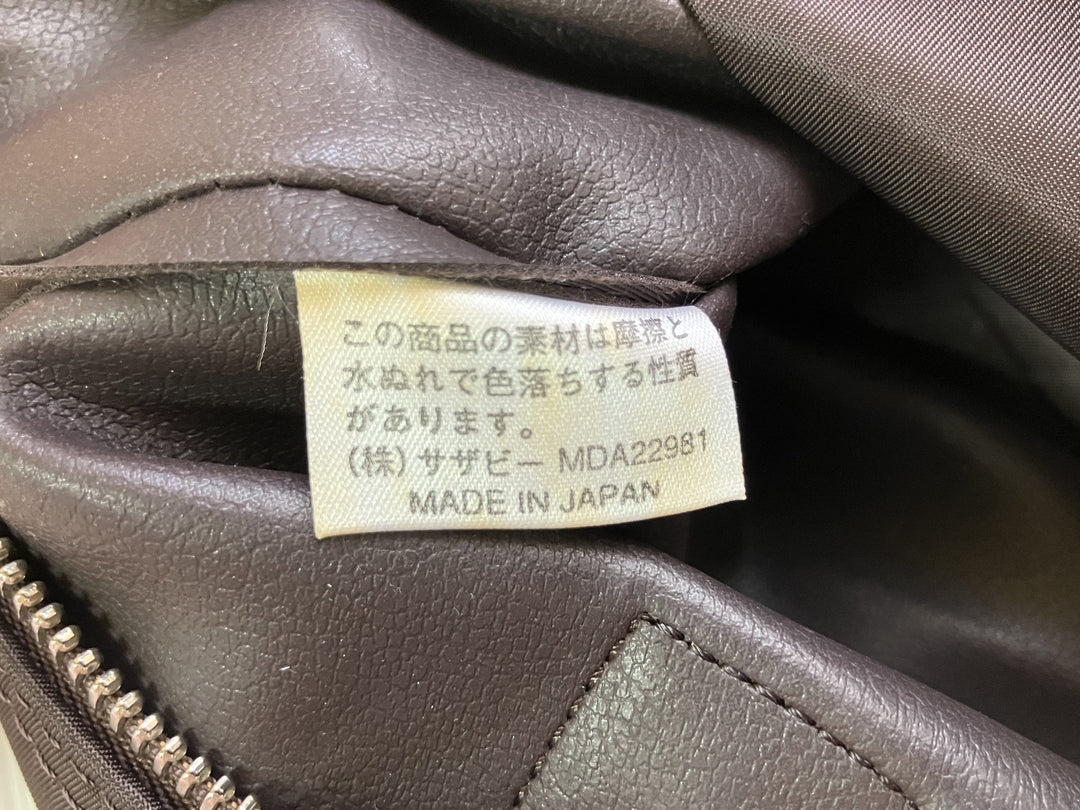 この商品の素材は摩擦と
水ぬれで色落ちする性質
があります。
(株) サザビー MDA22981
MADE IN JAPAN